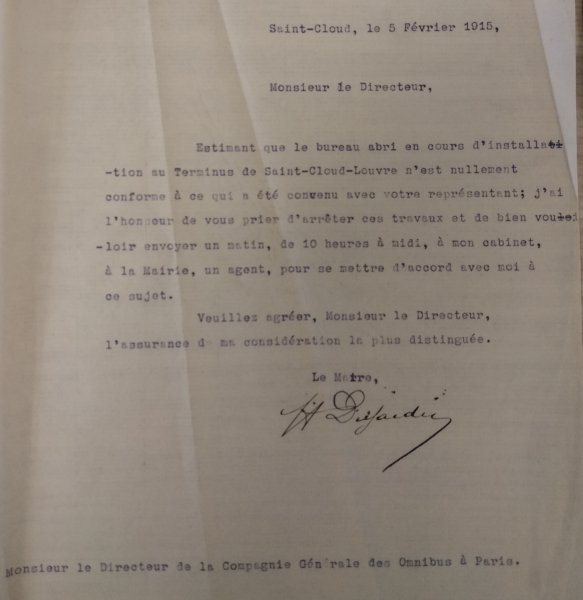 Saint-Cloud, le 5 Février 1915,
Monsieur le Directeur,
Estimant que le bureau abri en cours d'installati
-tion au Terminus de Saint-Cloud-Louvre n'est nullement
conforme à ce qui a été convenu avec votre représentant; j'ai
l'honneur de vous prier d'arrêter ces travaux et de bien voulei
-loir envoyer un matin, de 10 heures à midi, à mon cabinet,
à la Mairie, un agent, pour se mettre d'accord avec moi à
ce sujet.
Veuillez agréer, Monsieur le Directeur,
l'assurance de ma considération la plus distinguée.
Le Maire,
Monsieur le Directeur de la Compagnie Générale des Omnibus à Paris.